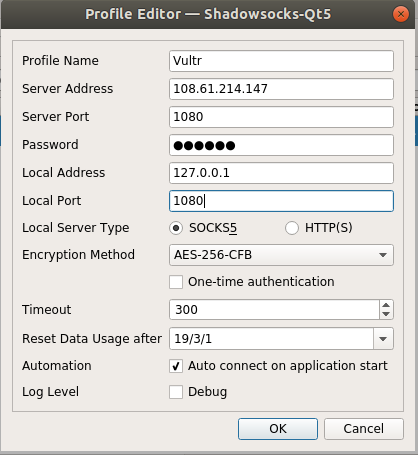 Profile Editor — Shadowsocks-Qt5
Profile Name Vultr
Server Address 108.61.214.147
Server Port 1080
Password ●●●●●●
Local Address 127.0.0.1
Local Port 1080
Local Server Type SOCKS5 HTTP(S)
Encryption Method AES-256-CFB
One-time authentication
Timeout 300
Reset Data Usage after 19/3/1
Automation Auto connect on application start
Log Level Debug
OK Cancel